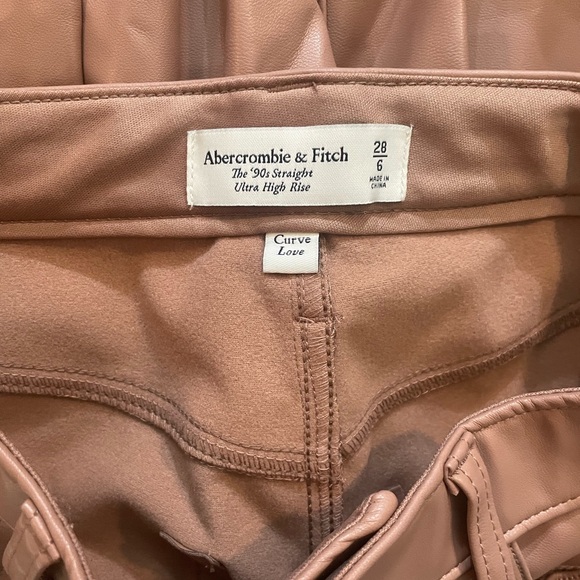 Abercrombie & Fitch
The '90s Straight
Ultra High Rise
28
6
MADE IN
CHINA
Curve
Love